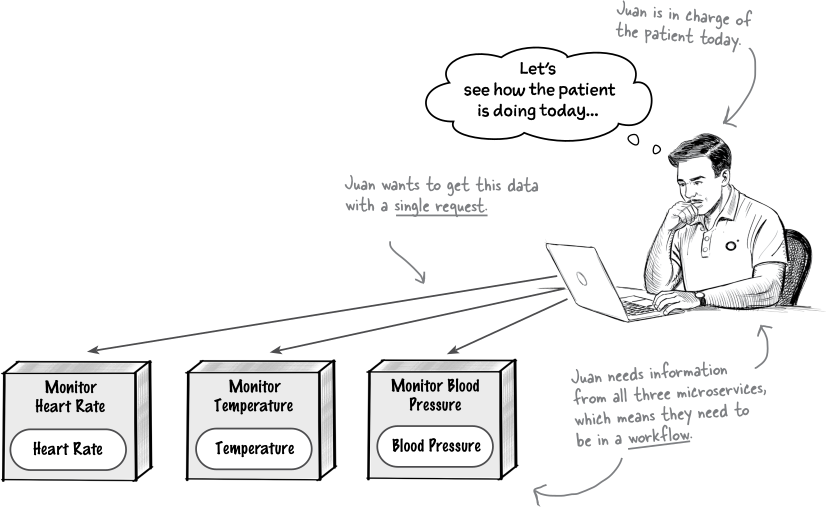 Juan is in charge of
the patient today.
Let's
see how the patient
is doing today...
Juan wants to get this data
with a single request.
Monitor
Heart Rate
Heart Rate
Monitor
Temperature
Temperature
Monitor Blood
Pressure
Blood Pressure
Juan needs information
from all three microservices,
which means they need to
be in a workflow.